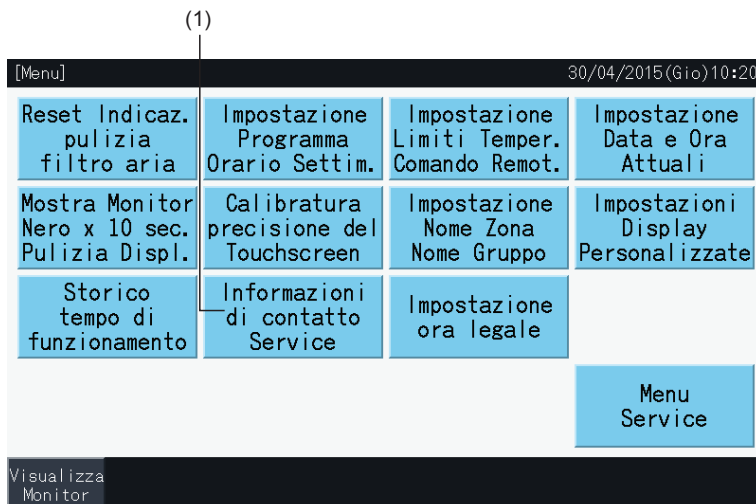 (1)
[Menu]
30/04/2015(Gio)10:20
Reset Indicaz.
pulizia
filtro aria
Impostazione
Programma
Orario Settim.
Impostazione
Limiti Temper.
Comando Remot.
Impostazione
Data e Ora
Attuali
Mostra Monitor
Nero x 10 sec.
Pulizia Displ.
Calibratura
precisione del
Touchscreen
Impostazione
Nome Zona
Nome Gruppo
Impostazioni
Display
Personalizzate
Storico
tempo di
funzionamento
Informazioni
di contatto
Service
Impostazione
ora legale
Menu
Service
Visualizza
Monitor